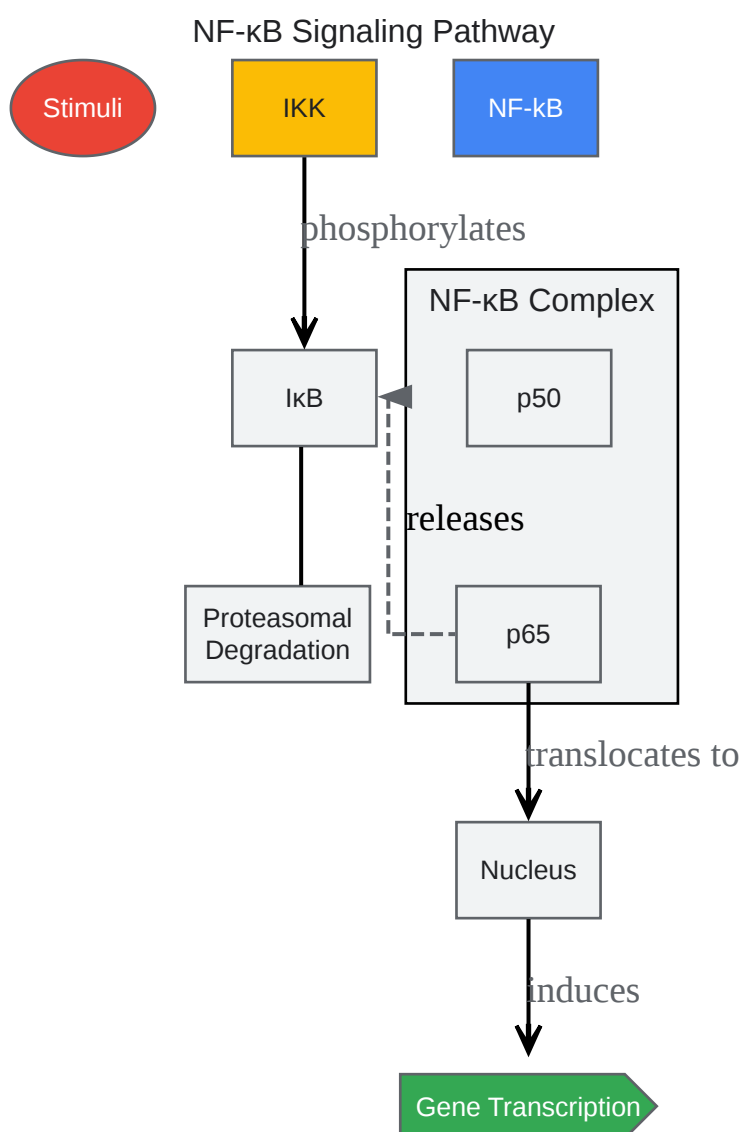 NF-κB Signaling Pathway
Stimuli
IKK
NF-kB
phosphorylates
NF-κB Complex
IκB
p50
releases
Proteasomal
Degradation
p65
translocates to
Nucleus
induces
Gene Transcription